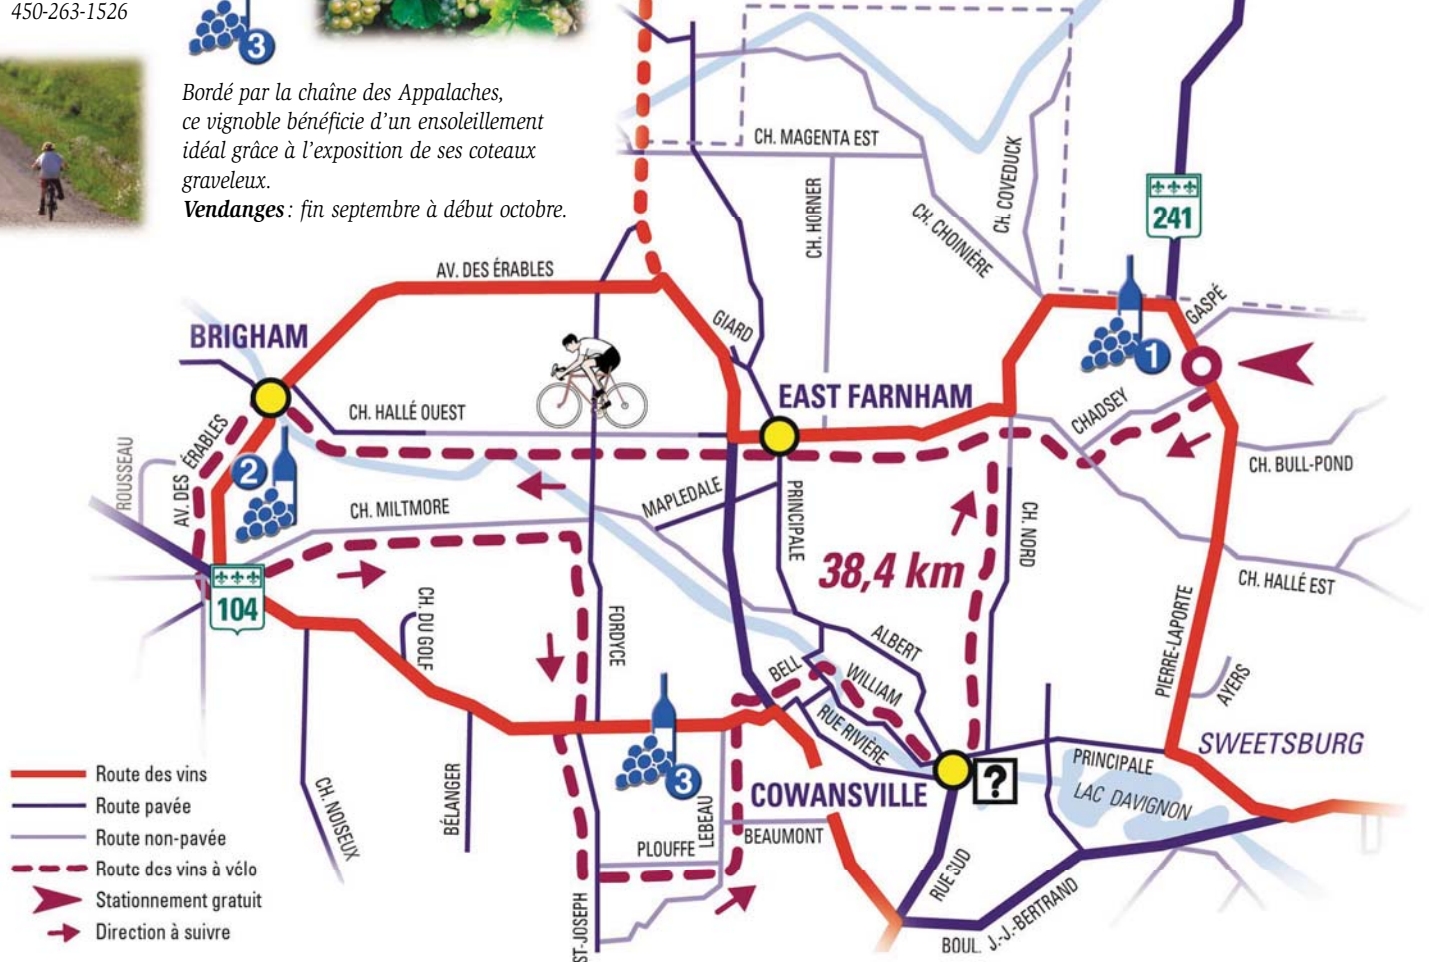 450-263-1526
3
Bordé par la chaîne des Appalaches,
ce vignoble bénéficie d'un ensoleillement
idéal grâce à l'exposition de ses coteaux
graveleux.
Vendanges : fin septembre à début octobre.
CH. MAGENTA EST
CH. HORNER
CH. COVEDUCK
CH. CHOINIÈRE
241
AV. DES ÉRABLES
GIARD
GASPÉ
1
BRIGHAM
EAST FARNHAM
CH. HALLÉ OUEST
CHADSEY
ROUSSEAU
AV. DES ÉRABLES
2
CH. BULL-POND
MAPLEDALE
PRINCIPALE
CH. MILTMORE
CH. NORD
38,4 km
CH. HALLÉ EST
104
CH. DU GOLF
FORDYCE
ALBERT
PIERRE-LAPORTE
BELL
WILLIAM
AYERS
RUE RIVIÈRE
SWEETSBURG
PRINCIPALE
LAC DAVIGNON
?
3
COWANSVILLE
BEAUMONT
LEBEAU
PLOUFFE
BÉLANGER
CH. NOISEUX
RUE SUD
BOUL. J.-J.-BERTRAND
ST-JOSEPH
Route des vins
Route pavée
Route non-pavée
Route des vins à vélo
Stationnement gratuit
Direction à suivre